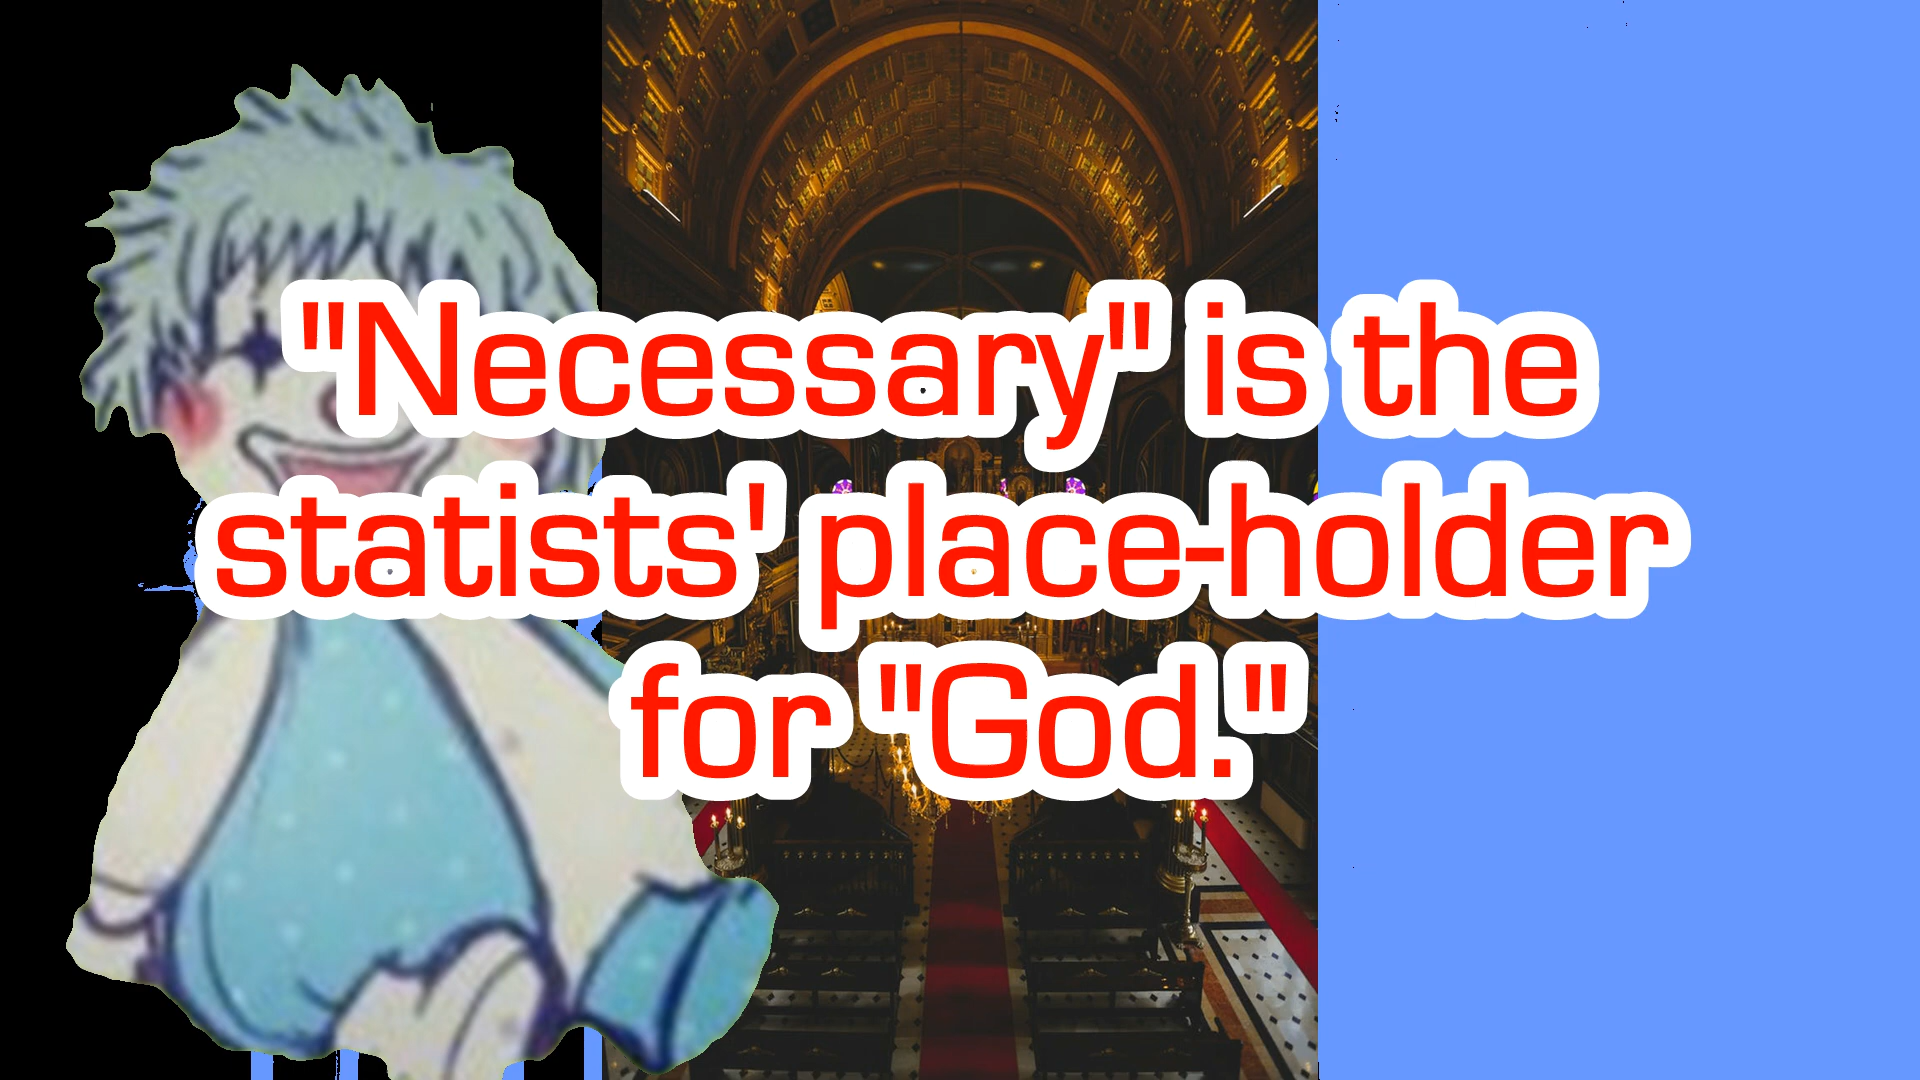 "Necessary" is the
statists' place-holder
for "God."